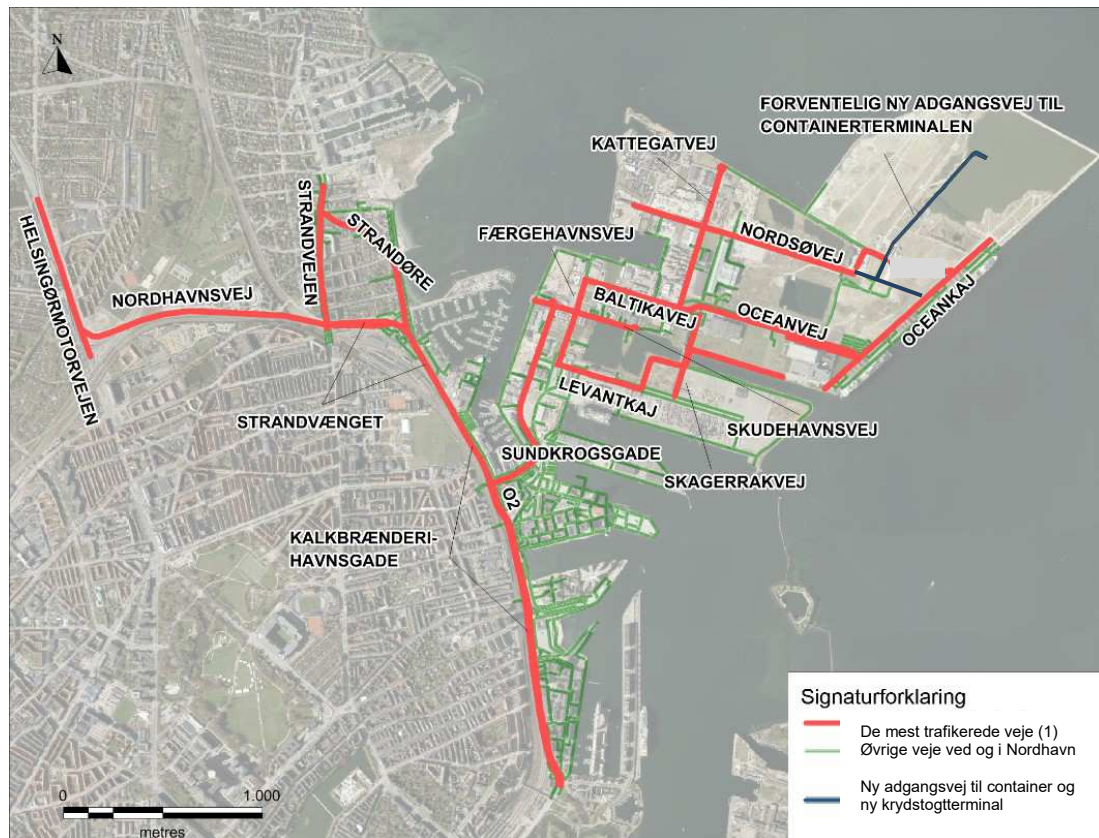 N
FORVENTELIG NY ADGANGSVEJ TIL
CONTAINERTERMINALEN
KATTEGATVEJ
STRANDVEJEN
STRANDØRE
HELSINGØRMOTORVEJEN
FÆRGEHAVNSVEJ
NORDSØVEJ
NORDHAVNSVEJ
BALTIKAVEJ
OCEANVEJ
OCEANKAJ
LEVANTKAJ
STRANDVÆNGET
SKUDEHAVNSVEJ
SUNDKROGSGADE
SKAGERRAKVEJ
O2
KALKBRÆNDERI-
HAVNSGADE
Signaturforklaring
De mest trafikerede veje (1)
Øvrige veje ved og i Nordhavn
Ny adgangsvej til container og
ny krydstogtterminal
0 1.000
metres